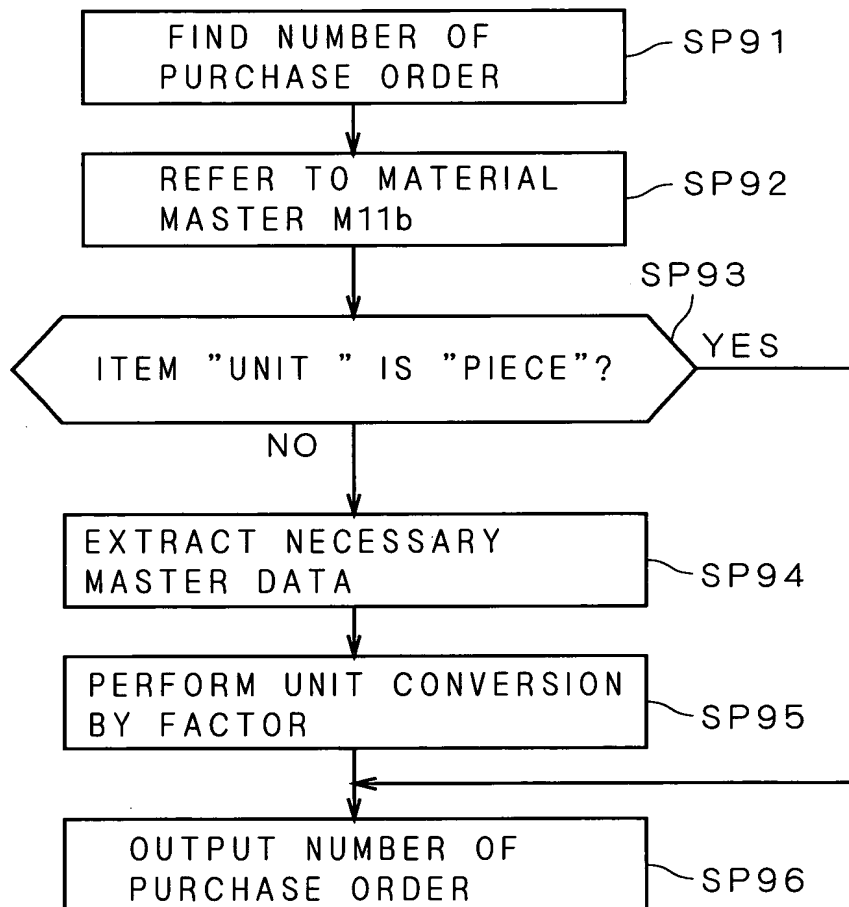 FIND NUMBER OF
PURCHASE ORDER
SP91
REFER TO MATERIAL
MASTER M11b
SP92
SP93
ITEM "UNIT " IS "PIECE"?
YES
NO
EXTRACT NECESSARY
MASTER DATA
SP94
PERFORM UNIT CONVERSION
BY FACTOR
SP95
OUTPUT NUMBER OF
PURCHASE ORDER
SP96